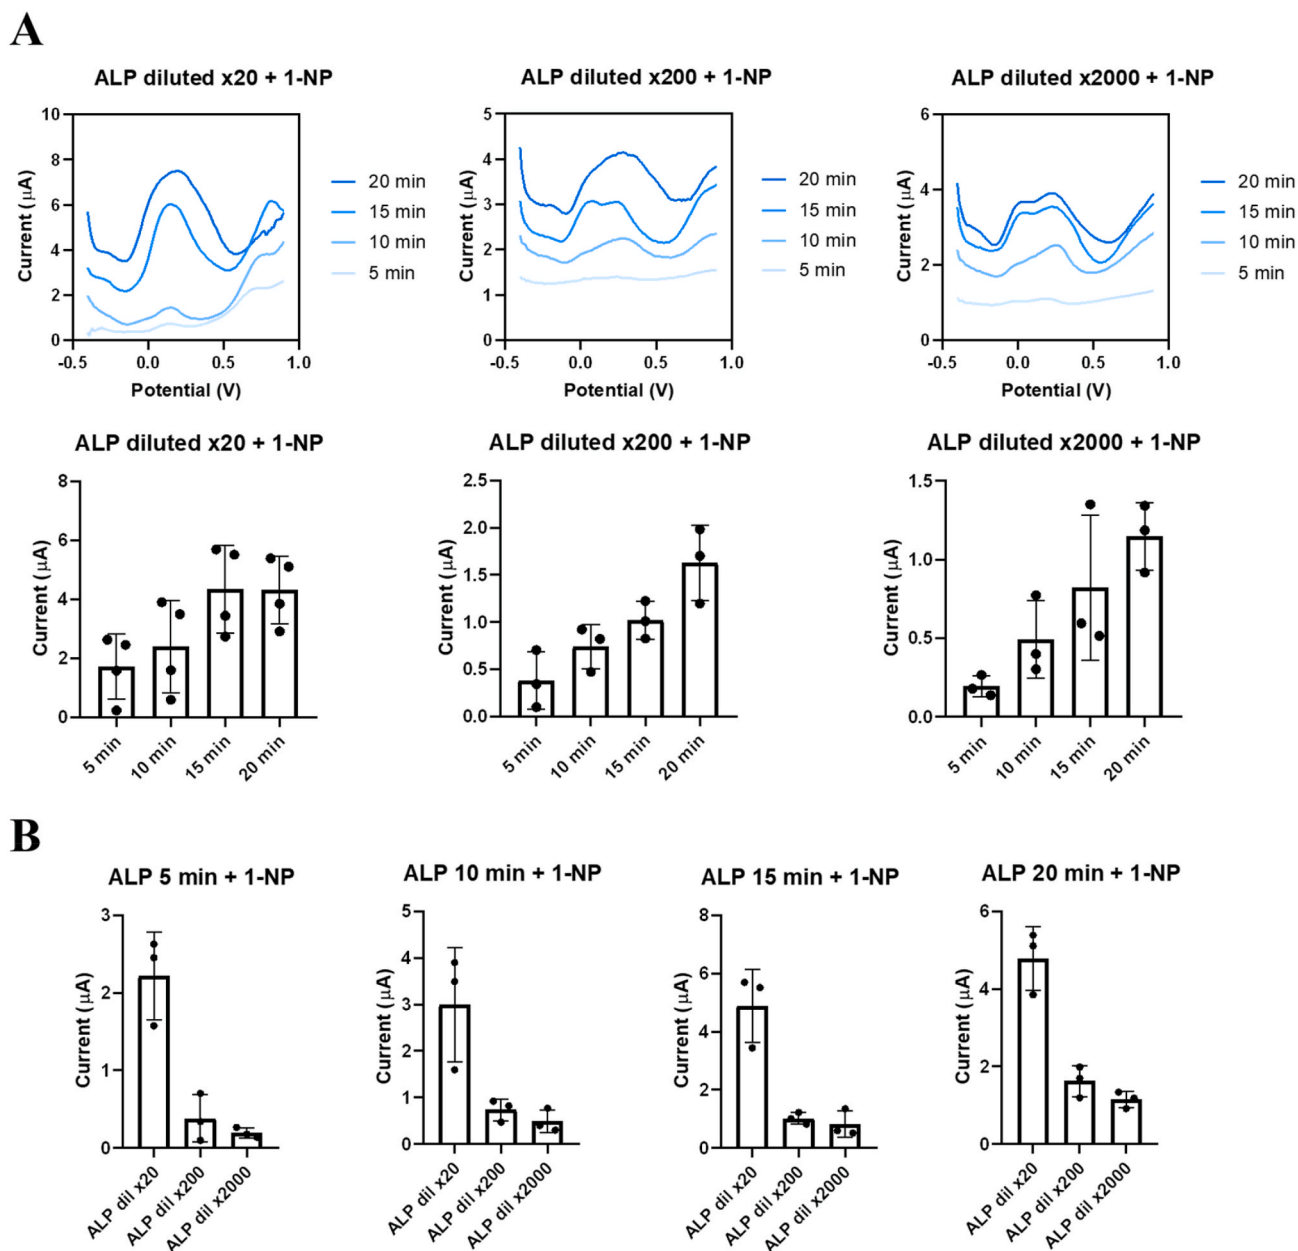 A
ALP diluted x20 + 1-NP
10
8
6
4
2
0
-0.5
0.0
0.5
1.0
Current (μA)
Potential (V)
20 min
15 min
10 min
5 min
ALP diluted x200 + 1-NP
5
4
3
2
1
0
-0.5
0.0
0.5
1.0
Current (μA)
Potential (V)
20 min
15 min
10 min
5 min
ALP diluted x2000 + 1-NP
6
4
2
0
-0.5
0.0
0.5
1.0
Current (μA)
Potential (V)
20 min
15 min
10 min
5 min
ALP diluted x20 + 1-NP
8
6
4
2
0
Current (μA)
5 min
10 min
15 min
20 min
ALP diluted x200 + 1-NP
2.5
2.0
1.5
1.0
0.5
0.0
Current (μA)
5 min
10 min
15 min
20 min
ALP diluted x2000 + 1-NP
1.5
1.0
0.5
0.0
Current (μA)
5 min
10 min
15 min
20 min
B
ALP 5 min + 1-NP
3
2
1
0
Current (μA)
ALP dil x20
ALP dil x200
ALP dil x2000
ALP 10 min + 1-NP
5
4
3
2
1
0
Current (μA)
ALP dil x20
ALP dil x200
ALP dil x2000
ALP 15 min + 1-NP
8
6
4
2
0
Current (μA)
ALP dil x20
ALP dil x200
ALP dil x2000
ALP 20 min + 1-NP
6
4
2
0
Current (μA)
ALP dil x20
ALP dil x200
ALP dil x2000